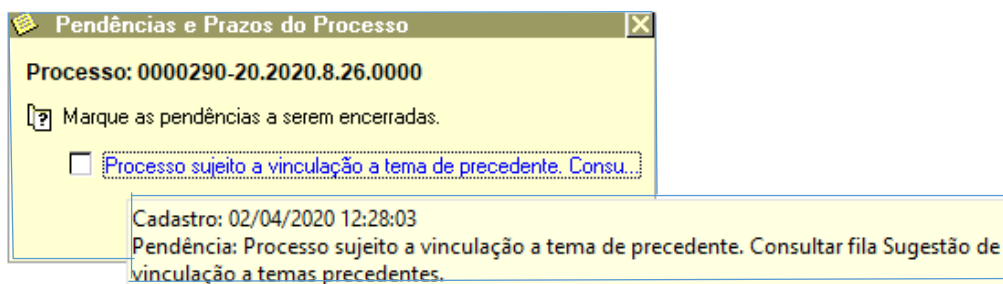 Pendências e Prazos do Processo
Processo: 0000290-20.2020.8.26.0000
Marque as pendências a serem encerradas.
Processo sujeito a vinculação a tema de precedente. Consu...
Cadastro: 02/04/2020 12:28:03
Pendência: Processo sujeito a vinculação a tema de precedente. Consultar fila Sugestão de
vinculação a temas precedentes.